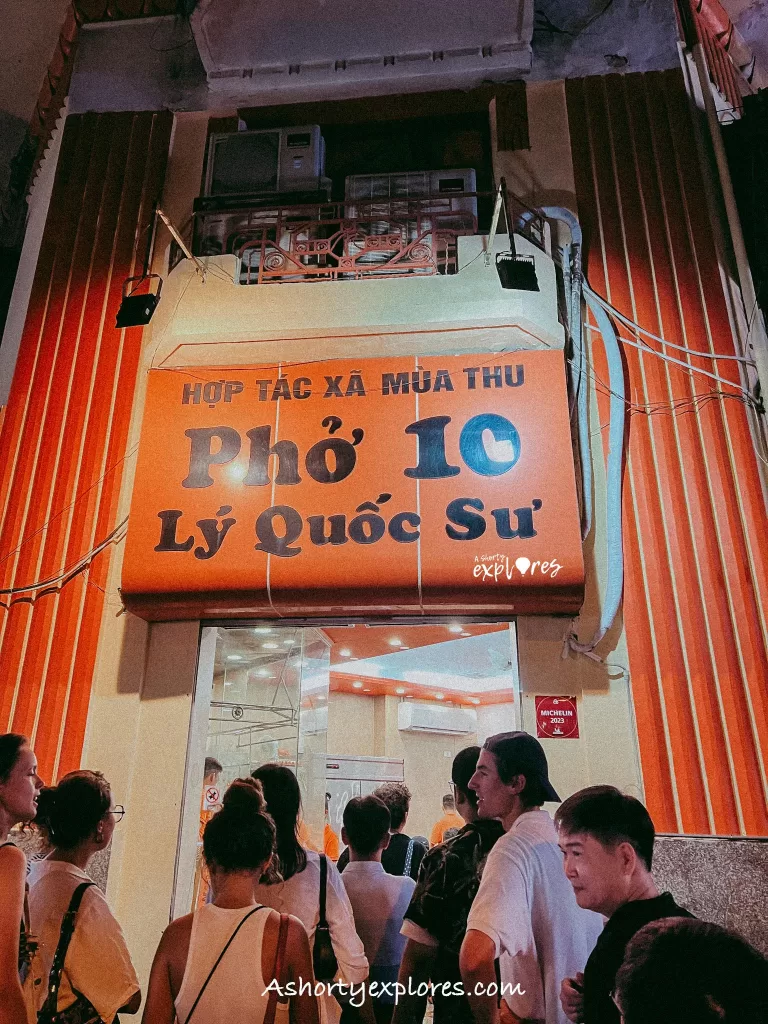 HỢP TÁC XÃ MÙA THU
Phở 10
Lý Quốc Sư
A Shorty
explores
MICHELIN
2023
Ashortyexplores.com